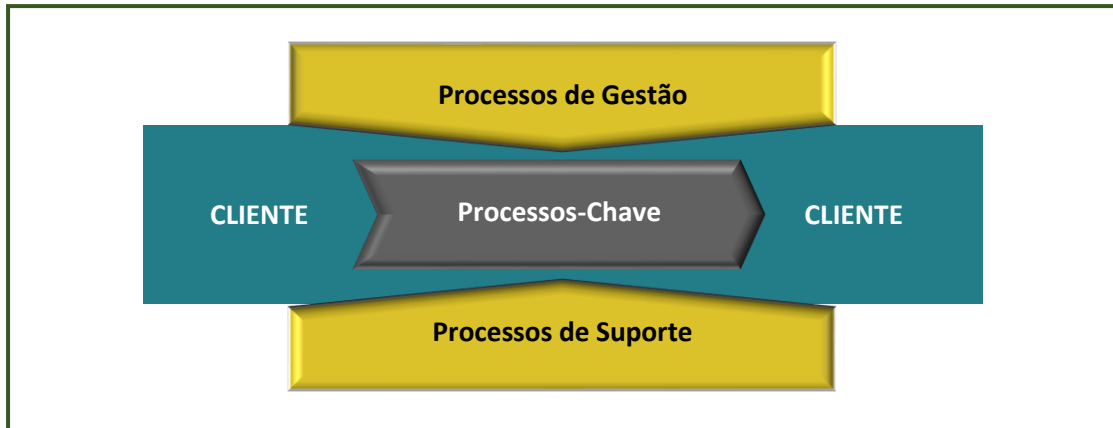 Processos de Gestão
CLIENTE
Processos-Chave
CLIENTE
Processos de Suporte